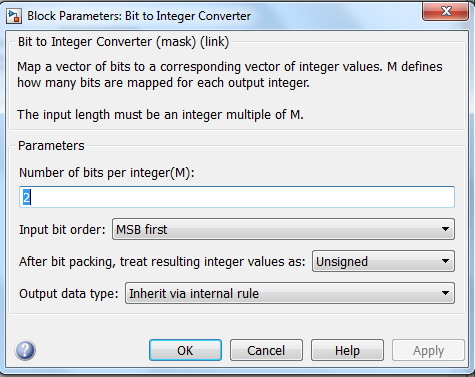 Block Parameters: Bit to Integer Converter
Bit to Integer Converter (mask) (link)
Map a vector of bits to a corresponding vector of integer values. M defines
how many bits are mapped for each output integer.
The input length must be an integer multiple of M.
Parameters
Number of bits per integer(M):
2
Input bit order: MSB first
After bit packing, treat resulting integer values as: Unsigned
Output data type: Inherit via internal rule
? OK Cancel Help Apply